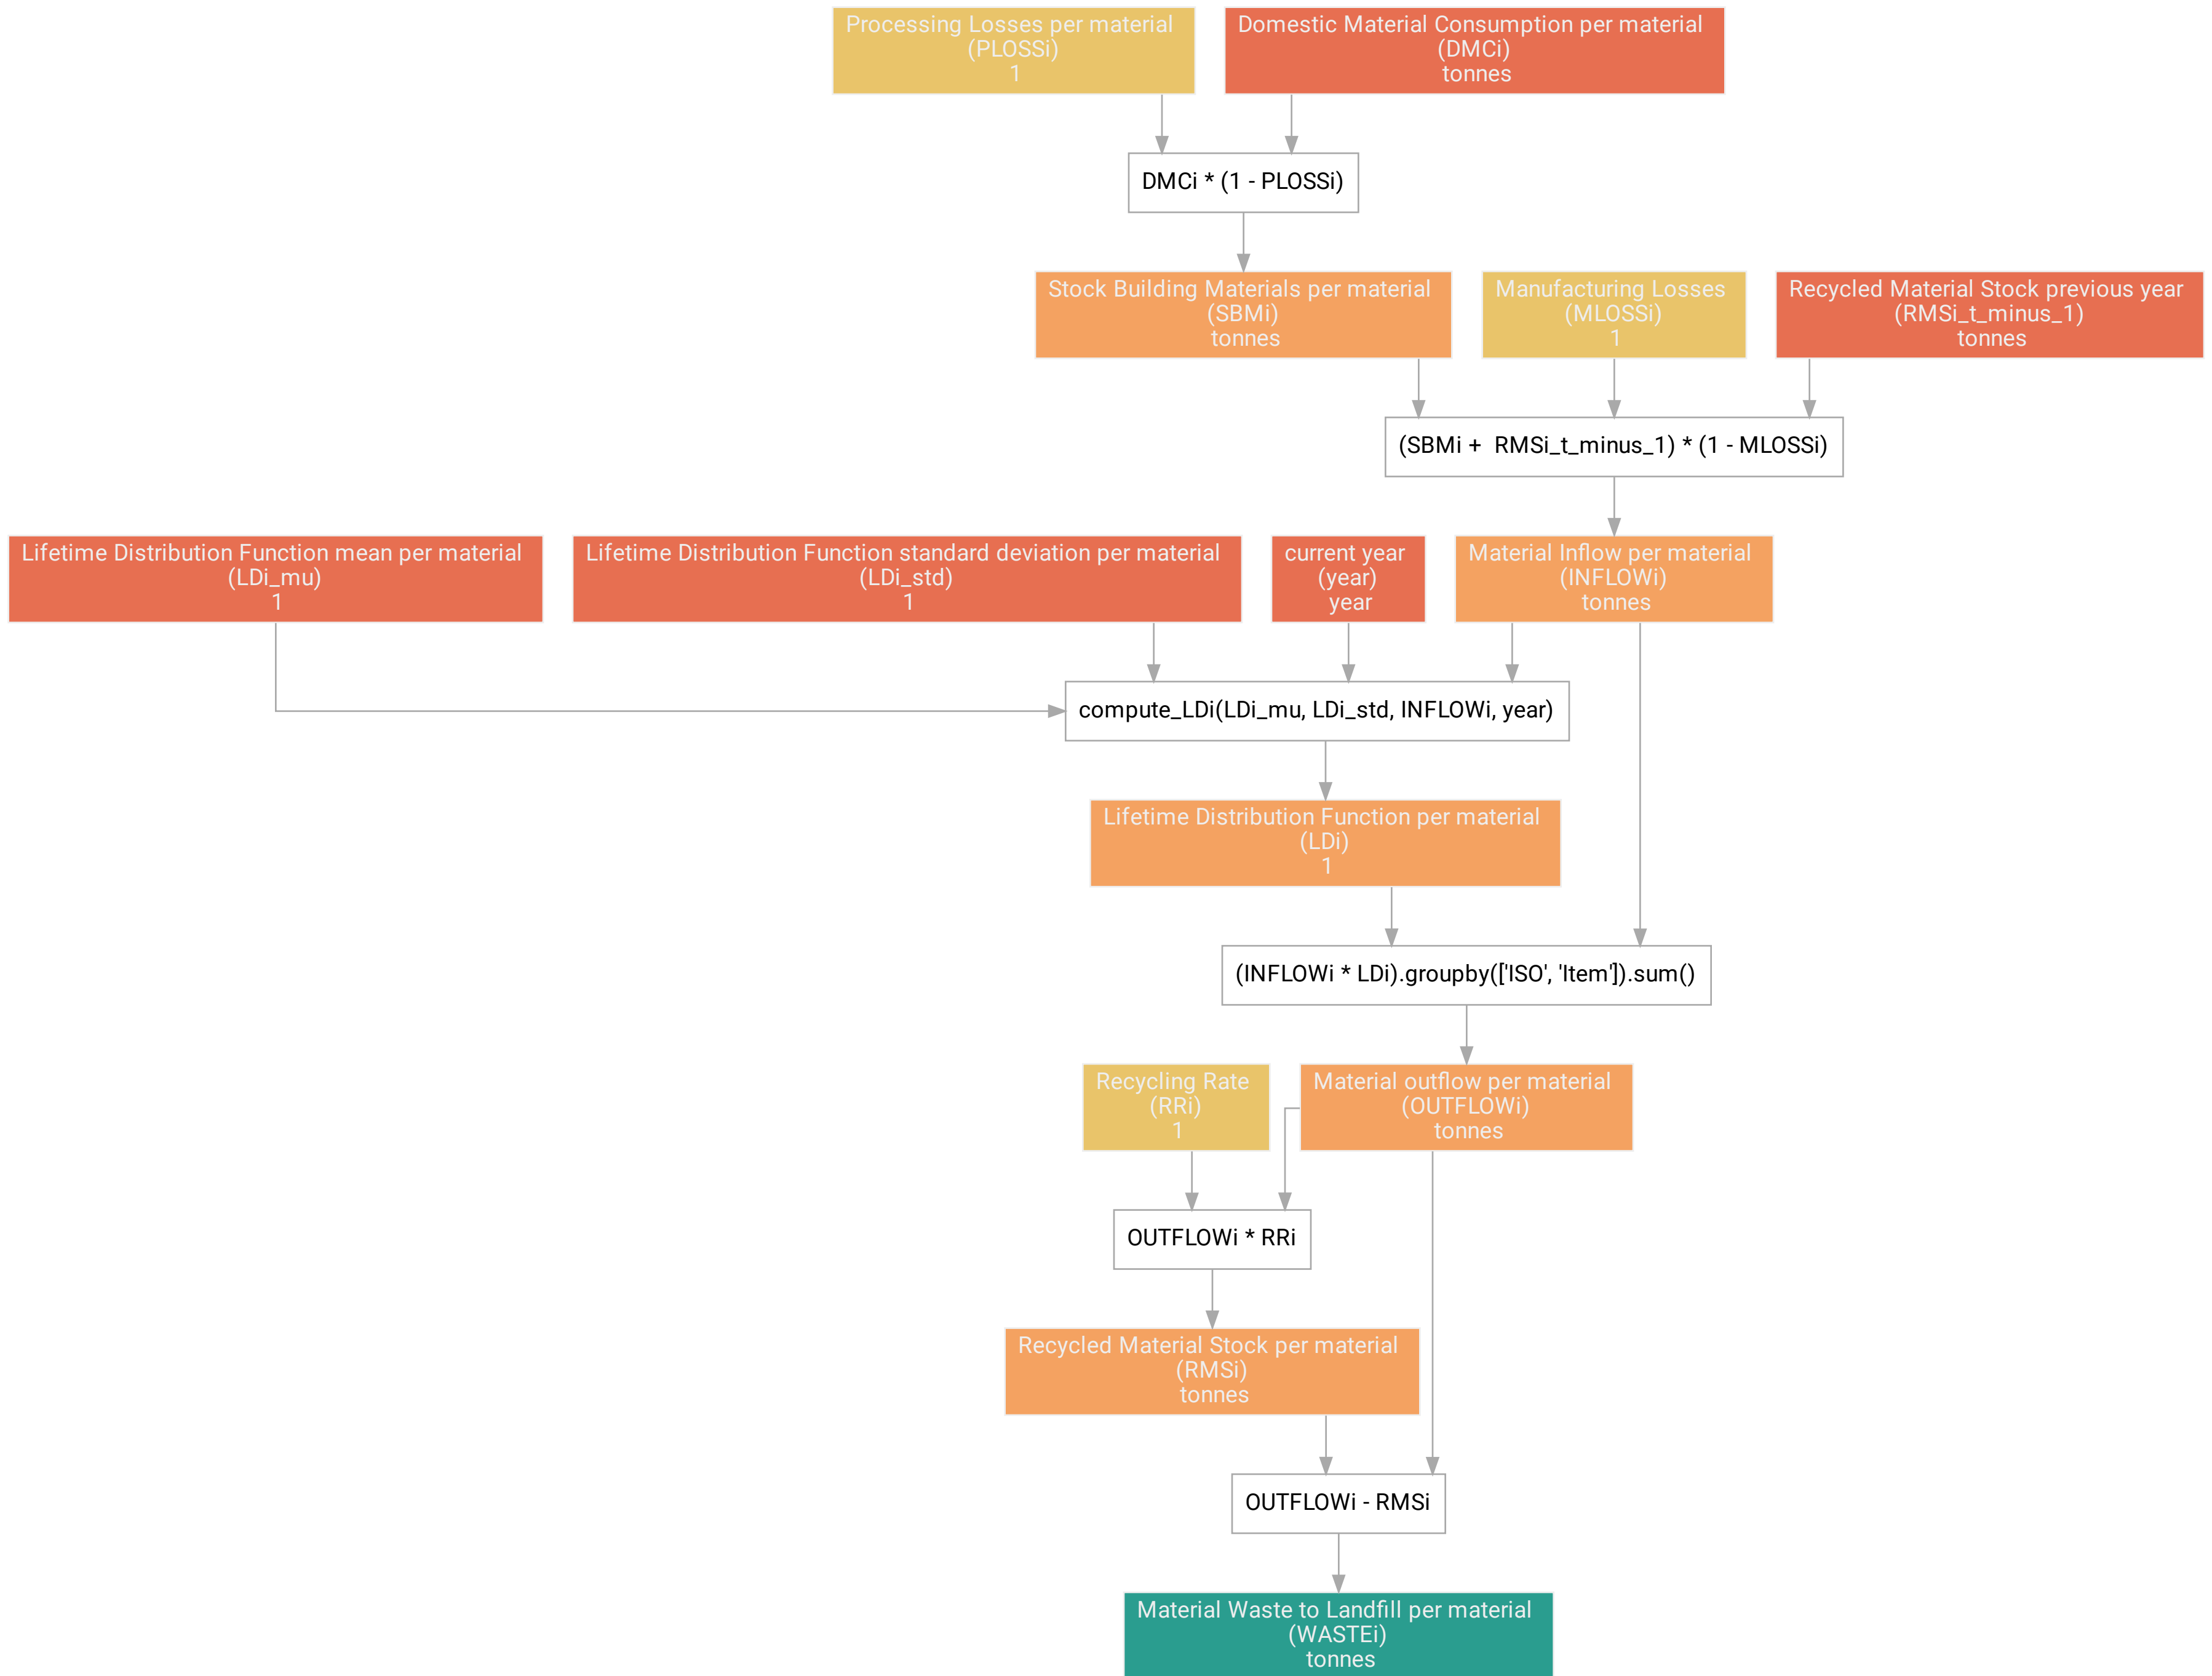 Processing Losses per material
(PLOSSi)
1
Domestic Material Consumption per material
(DMCi)
tonnes
DMCi * (1 - PLOSSi)
Stock Building Materials per material
(SBMi)
tonnes
Manufacturing Losses
(MLOSSi)
1
Recycled Material Stock previous year
(RMSi_t_minus_1)
tonnes
(SBMi +  RMSi_t_minus_1) * (1 - MLOSSi)
Lifetime Distribution Function mean per material
(LDi_mu)
1
Lifetime Distribution Function standard deviation per material
(LDi_std)
1
current year
(year)
year
Material Inflow per material
(INFLOWi)
tonnes
compute_LDi(LDi_mu, LDi_std, INFLOWi, year)
Lifetime Distribution Function per material
(LDi)
1
(INFLOWi * LDi).groupby(['ISO', 'Item']).sum()
Recycling Rate
(RRi)
1
Material outflow per material
(OUTFLOWi)
tonnes
OUTFLOWi * RRi
Recycled Material Stock per material
(RMSi)
tonnes
OUTFLOWi - RMSi
Material Waste to Landfill per material
(WASTEi)
tonnes